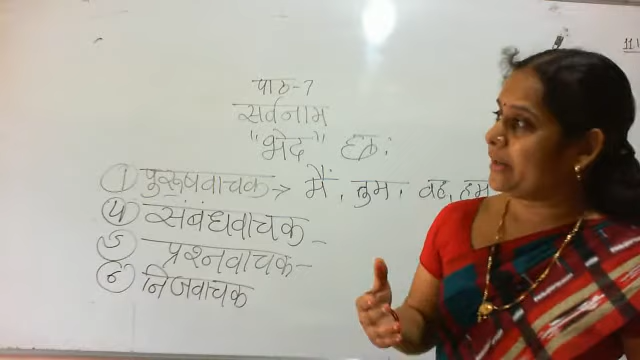 पाठ-7
सर्वनाम
"भेद" छः
① पुरूषवाचक → मैं, तुम, वह, हम
④ संबंधवाचक -
⑤ प्रश्नवाचक -
⑥ निजवाचक